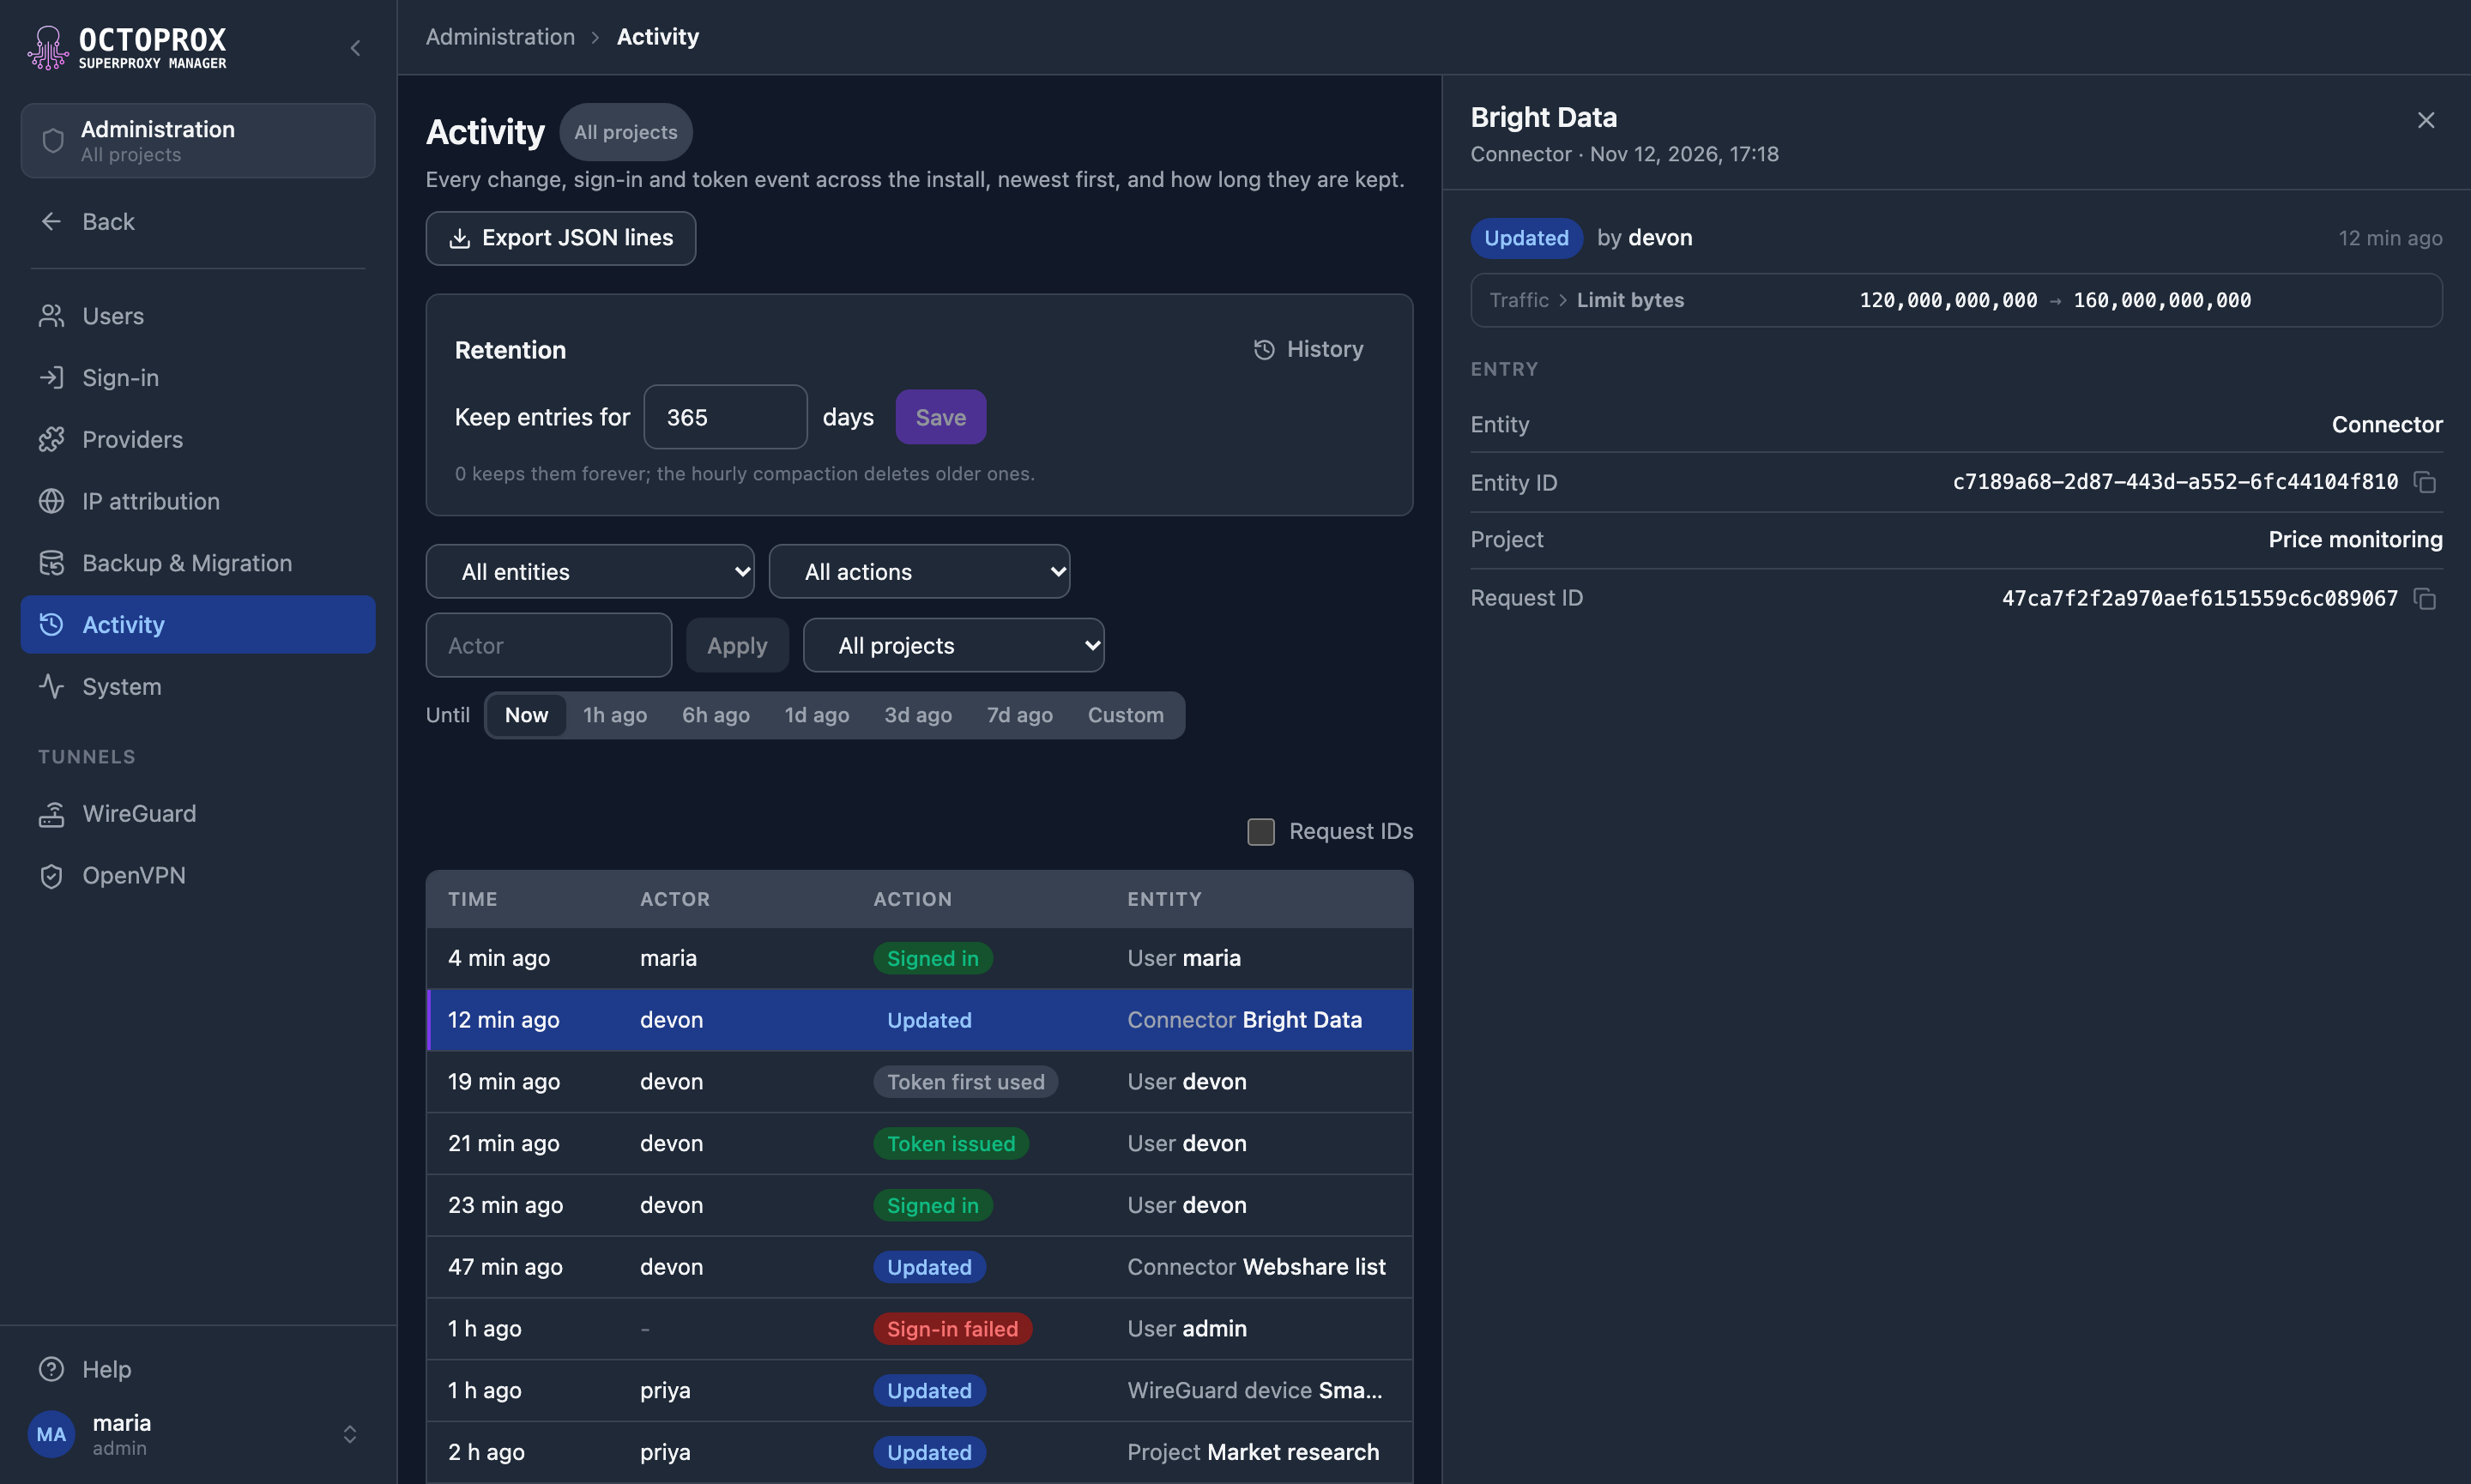 OCTOPROX
SUPERPROXY MANAGER
Administration
All projects
Back
Users
Sign-in
Providers
IP attribution
Backup & Migration
Activity
System
TUNNELS
WireGuard
OpenVPN
Help
MA
maria
admin
Administration > Activity
Activity All projects
Every change, sign-in and token event across the install, newest first, and how long they are kept.
Export JSON lines
Retention
History
Keep entries for 365 days Save
0 keeps them forever; the hourly compaction deletes older ones.
All entities All actions
Actor Apply All projects
Until Now 1h ago 6h ago 1d ago 3d ago 7d ago Custom
Request IDs
TIME ACTOR ACTION ENTITY
4 min ago maria Signed in User maria
12 min ago devon Updated Connector Bright Data
19 min ago devon Token first used User devon
21 min ago devon Token issued User devon
23 min ago devon Signed in User devon
47 min ago devon Updated Connector Webshare list
1 h ago - Sign-in failed User admin
1 h ago priya Updated WireGuard device Sma...
2 h ago priya Updated Project Market research
Bright Data
Connector · Nov 12, 2026, 17:18
Updated by devon 12 min ago
Traffic > Limit bytes 120,000,000,000 → 160,000,000,000
ENTRY
Entity Connector
Entity ID c7189a68-2d87-443d-a552-6fc44104f810
Project Price monitoring
Request ID 47ca7f2f2a970aef6151559c6c089067